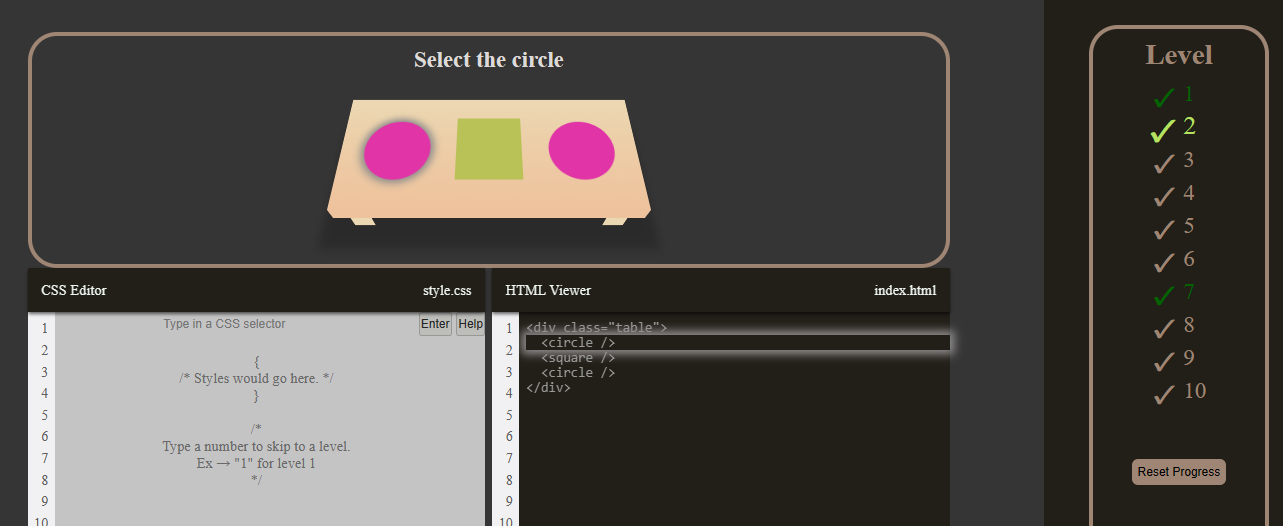 Select the circle
Level
✓ 1
✓ 2
✓ 3
✓ 4
✓ 5
✓ 6
✓ 7
✓ 8
✓ 9
✓ 10
Reset Progress
CSS Editor style.css
1
2
3
4
5
6
7
8
9
10
Type in a CSS selector Enter Help
{
/* Styles would go here. */
}
/*
Type a number to skip to a level.
Ex → "1" for level 1
*/
HTML Viewer index.html
1
2
3
4
5
6
7
8
9
10
<div class="table">
<circle />
<square />
<circle />
</div>